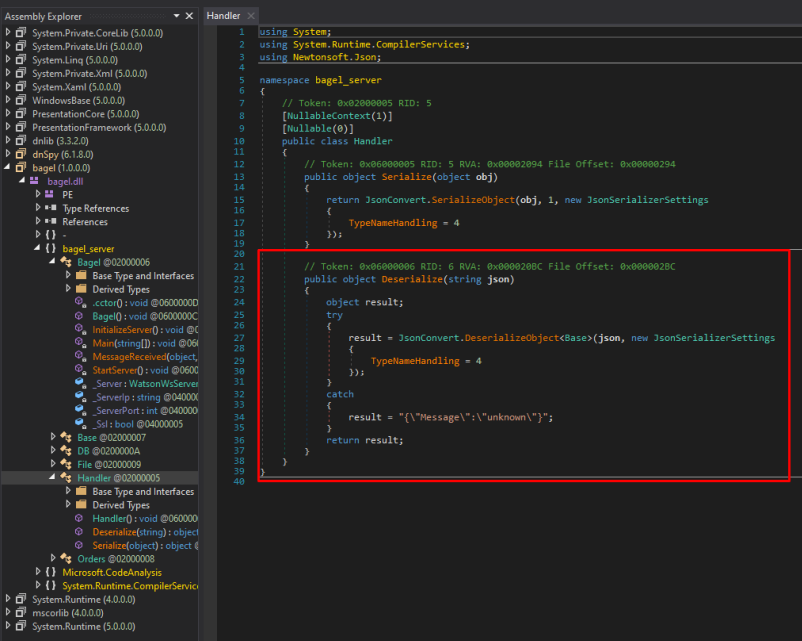 Assembly Explorer
System.Private.CoreLib (5.0.0.0)
System.Private.Uri (5.0.0.0)
System.Linq (5.0.0.0)
System.Private.Xml (5.0.0.0)
System.Xaml (5.0.0.0)
WindowsBase (5.0.0.0)
PresentationCore (5.0.0.0)
PresentationFramework (5.0.0.0)
dnlib (3.3.2.0)
dnSpy (6.1.8.0)
bagel (1.0.0.0)
bagel.dll
PE
Type References
References
{ } -
{ } bagel_server
Bagel @02000006
Base Type and Interfaces
Derived Types
.cctor() : void @0600000D
Bagel() : void @0600000C
InitializeServer() : void @0
Main(string[]) : void @0600
MessageReceived(object,
StartServer() : void @0600
_Server : WatsonWsServer
_ServerIp : string @040000
_ServerPort : int @040000
_Ssl : bool @04000005
Base @02000007
DB @0200000A
File @02000009
Handler @02000005
Base Type and Interfaces
Derived Types
Handler() : void @060000
Deserialize(string) : object
Serialize(object) : object @
Orders @02000008
{ } Microsoft.CodeAnalysis
{ } System.Runtime.CompilerServic
System.Runtime (4.0.0.0)
mscorlib (4.0.0.0)
System.Runtime (5.0.0.0)
Handler
1 using System;
2 using System.Runtime.CompilerServices;
3 using Newtonsoft.Json;
4
5 namespace bagel_server
6 {
7 // Token: 0x02000005 RID: 5
8 [NullableContext(1)]
9 [Nullable(0)]
10 public class Handler
11 {
12 // Token: 0x06000005 RID: 5 RVA: 0x00002094 File Offset: 0x00000294
13 public object Serialize(object obj)
14 {
15 return JsonConvert.SerializeObject(obj, 1, new JsonSerializerSettings
16 {
17 TypeNameHandling = 4
18 });
19 }
20
21 // Token: 0x06000006 RID: 6 RVA: 0x000020BC File Offset: 0x000002BC
22 public object Deserialize(string json)
23 {
24 object result;
25 try
26 {
27 result = JsonConvert.DeserializeObject<Base>(json, new JsonSerializerSettings
28 {
29 TypeNameHandling = 4
30 });
31 }
32 catch
33 {
34 result = "{\"Message\":\"unknown\"}";
35 }
36 return result;
37 }
38 }
39 }
40